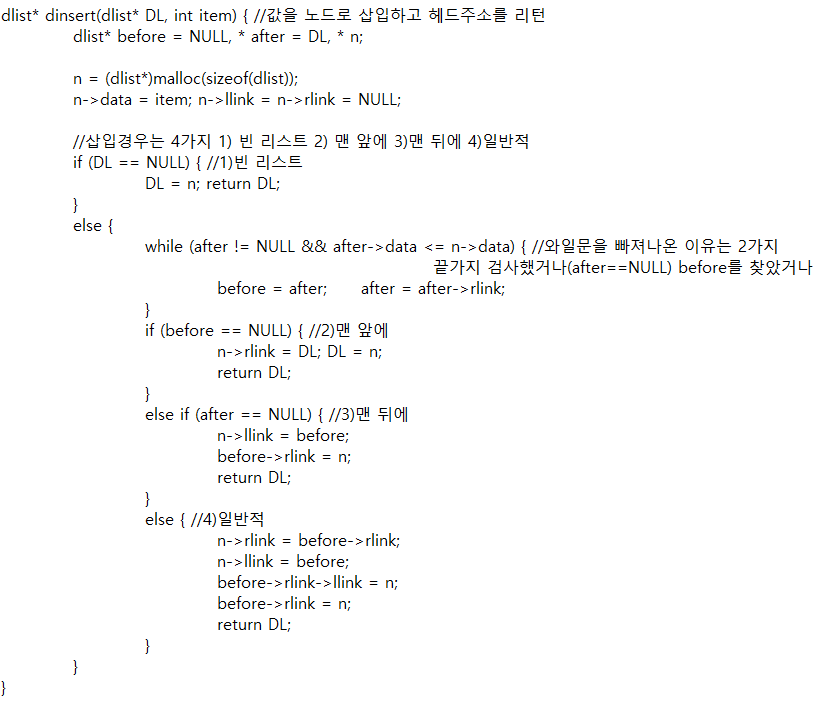 dlist* dinsert(dlist* DL, int item) { //값을 노드로 삽입하고 헤드주소를 리턴
dlist* before = NULL, * after = DL, * n;
n = (dlist*)malloc(sizeof(dlist));
n->data = item; n->llink = n->rlink = NULL;
//삽입경우는 4가지 1) 빈 리스트 2) 맨 앞에 3)맨 뒤에 4)일반적
if (DL == NULL) { //1)빈 리스트
DL = n; return DL;
}
else {
while (after != NULL && after->data <= n->data) { //와일문을 빠져나온 이유는 2가지
끝가지 검사했거나(after==NULL) before를 찾았거나
before = after; after = after->rlink;
}
if (before == NULL) { //2)맨 앞에
n->rlink = DL; DL = n;
return DL;
}
else if (after == NULL) { //3)맨 뒤에
n->llink = before;
before->rlink = n;
return DL;
}
else { //4)일반적
n->rlink = before->rlink;
n->llink = before;
before->rlink->llink = n;
before->rlink = n;
return DL;
}
}
}